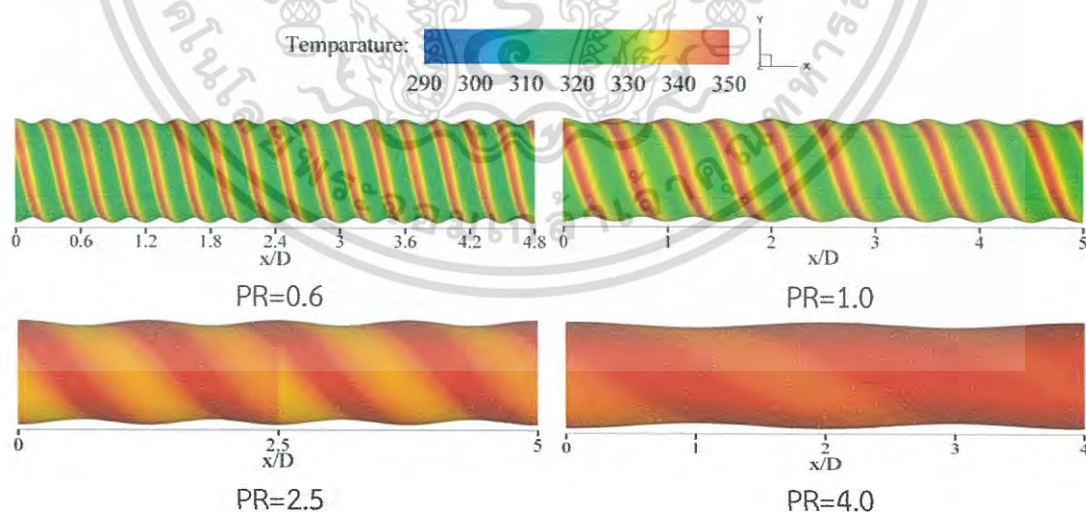 Temparature:
290 300 310 320 330 340 350
Y
X
0 0.6 1.2 1.8 2.4 3 3.6 4.2 4.8
x/D
PR=0.6
0 1 2 3 4 5
x/D
PR=1.0
0 2.5 5
x/D
PR=2.5
0 1 2 3 4
x/D
PR=4.0